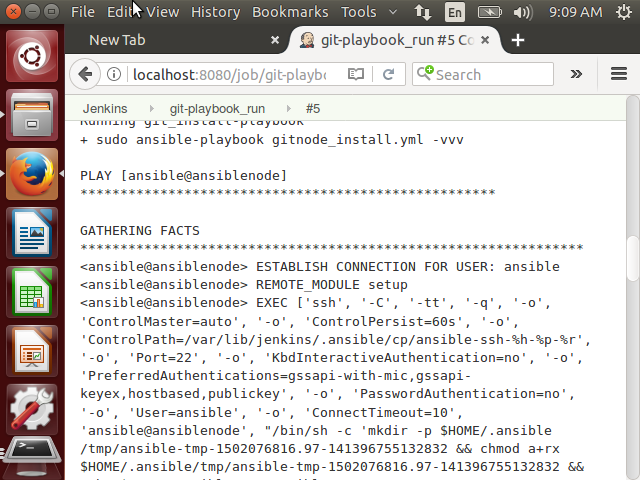 File Edit View History Bookmarks Tools En 9:09 AM
New Tab git-playbook_run #5 Co
localhost:8080/job/git-playbo Search
Jenkins git-playbook_run #5
Running git_install-playbook
+ sudo ansible-playbook gitnode_install.yml -vvv
PLAY [ansible@ansiblenode]
****************************************************
GATHERING FACTS
***************************************************************
<ansible@ansiblenode> ESTABLISH CONNECTION FOR USER: ansible
<ansible@ansiblenode> REMOTE_MODULE setup
<ansible@ansiblenode> EXEC ['ssh', '-C', '-tt', '-q', '-o',
'ControlMaster=auto', '-o', 'ControlPersist=60s', '-o',
'ControlPath=/var/lib/jenkins/.ansible/cp/ansible-ssh-%h-%p-%r',
'-o', 'Port=22', '-o', 'KbdInteractiveAuthentication=no', '-o',
'PreferredAuthentications=gssapi-with-mic,gssapi-
keyex,hostbased,publickey', '-o', 'PasswordAuthentication=no',
'-o', 'User=ansible', '-o', 'ConnectTimeout=10',
'ansible@ansiblenode', "/bin/sh -c 'mkdir -p $HOME/.ansible
/tmp/ansible-tmp-1502076816.97-141396755132832 && chmod a+rx
$HOME/.ansible/tmp/ansible-tmp-1502076816.97-141396755132832 &&